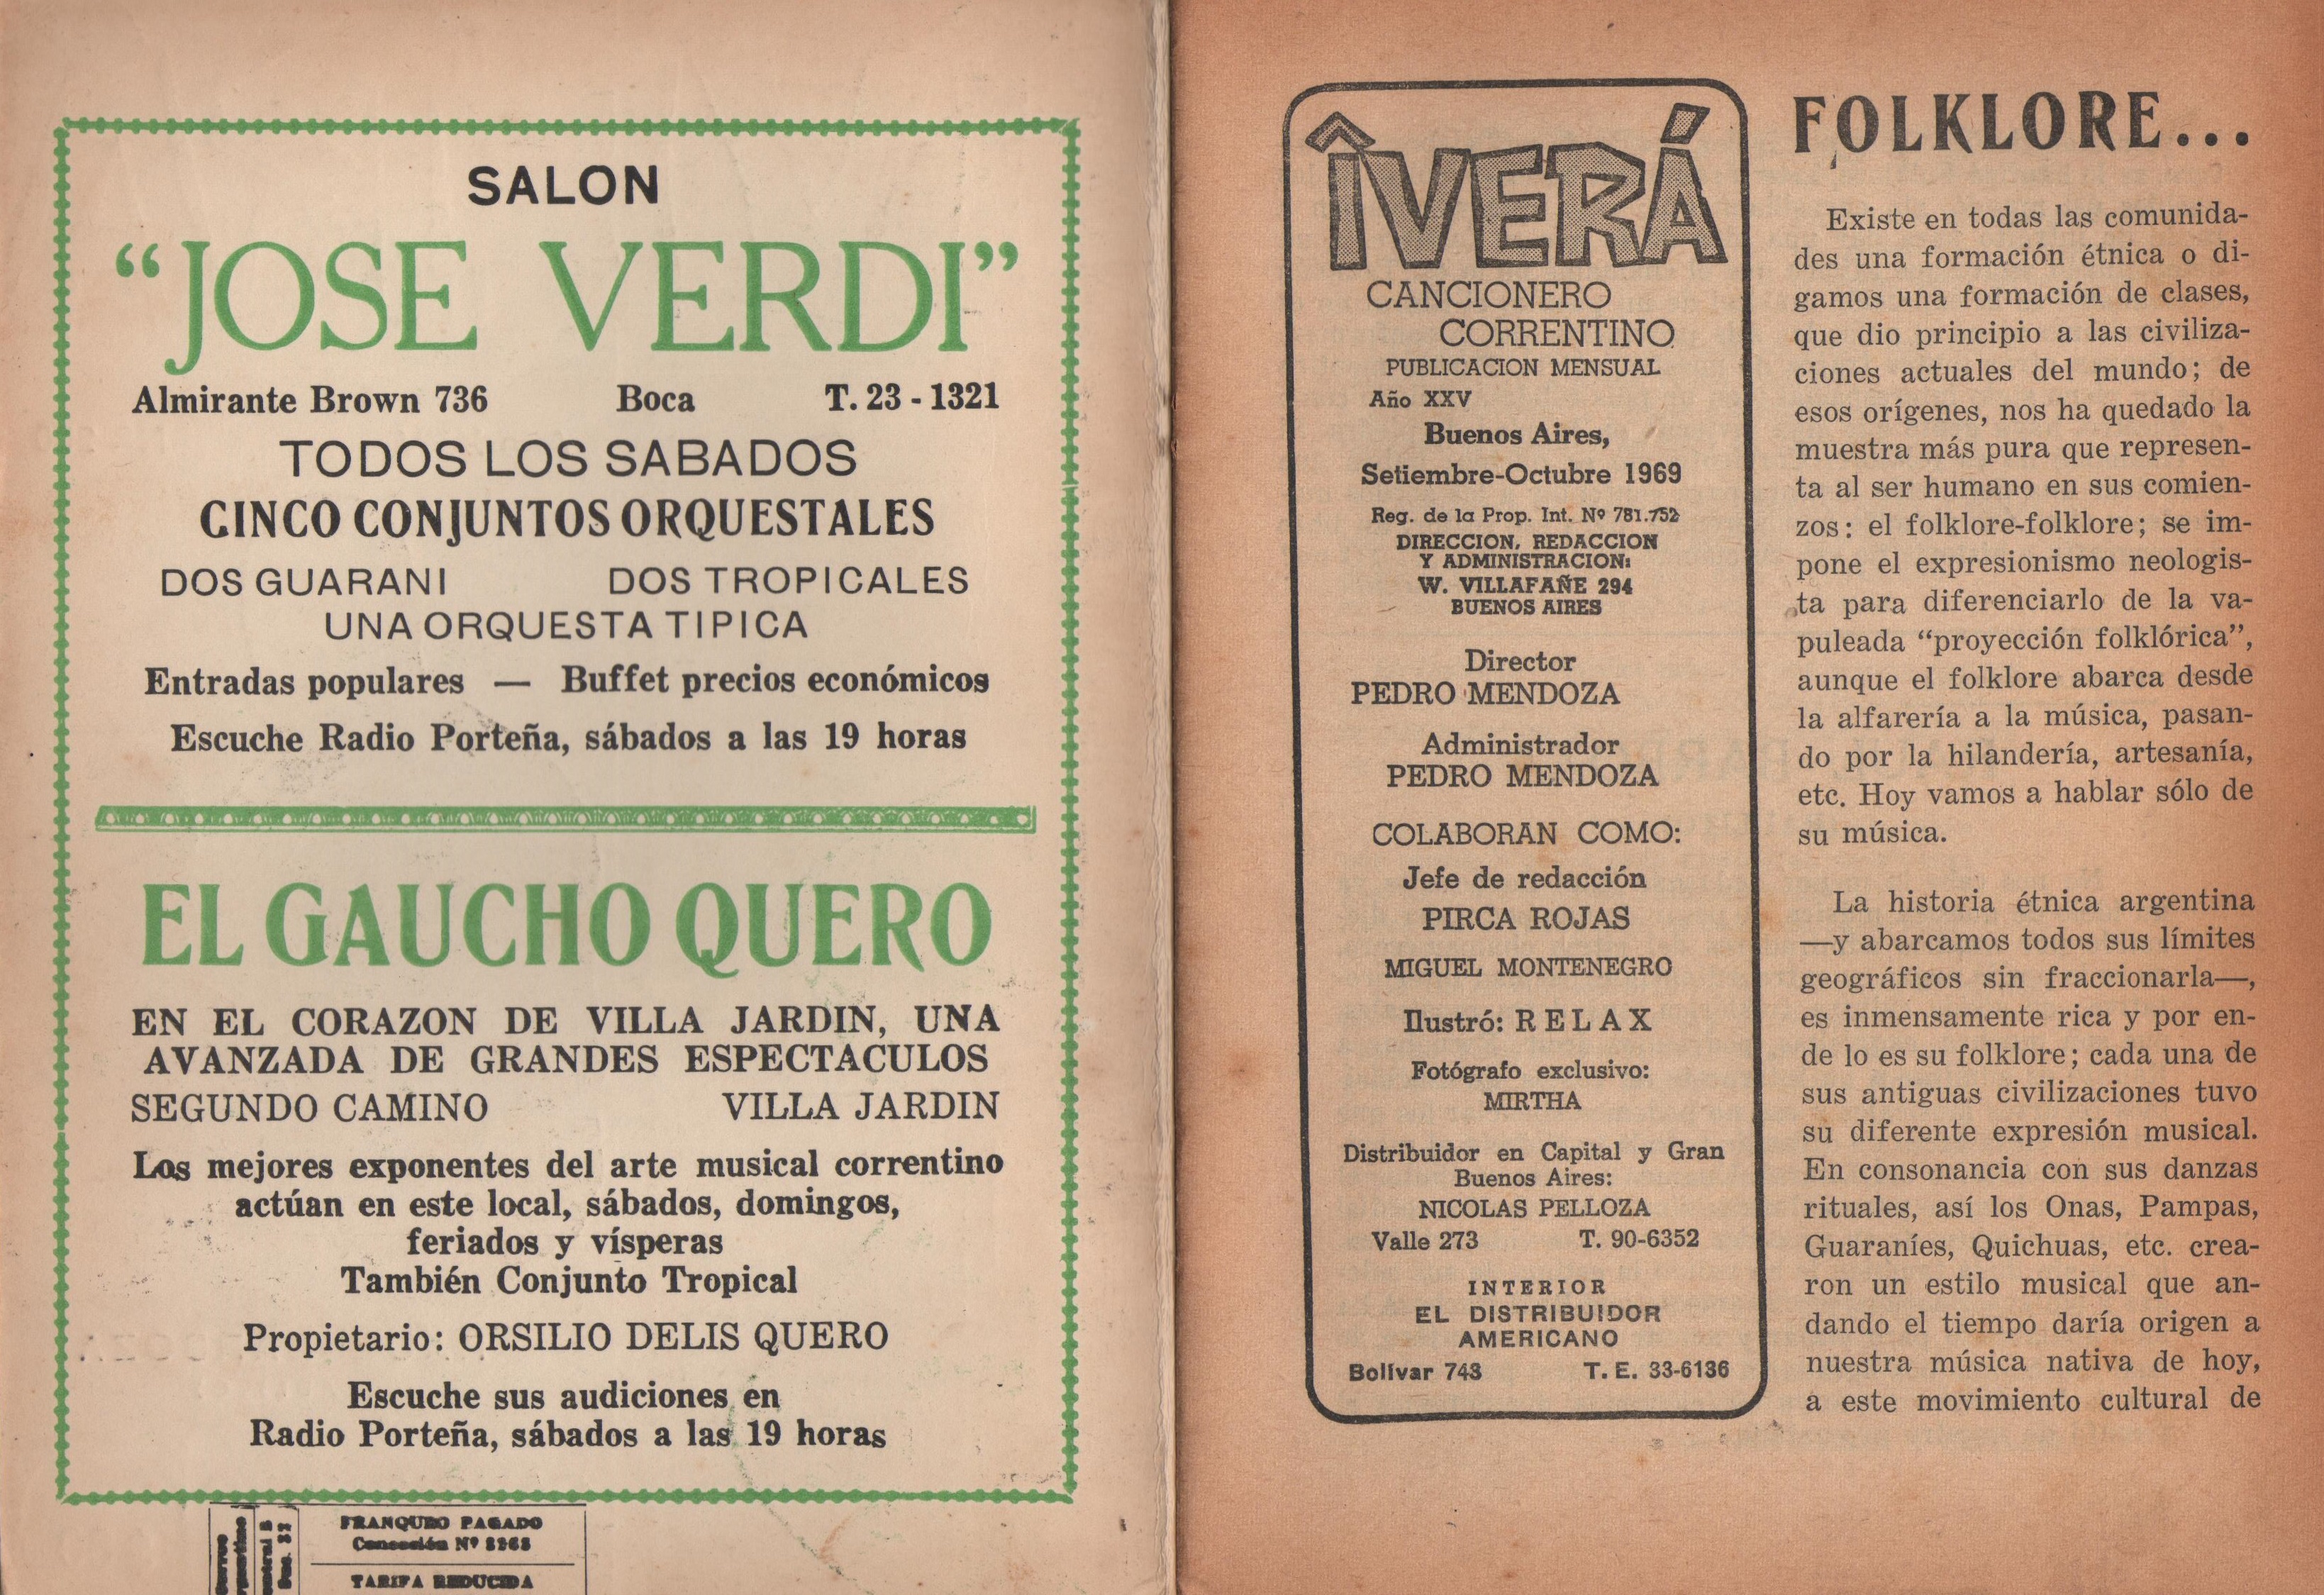 SALON
“JOSE VERDI”
Almirante Brown 736 Boca T. 23 - 1321
TODOS LOS SABADOS
CINCO CONJUNTOS ORQUESTALES
DOS GUARANI DOS TROPICALES
UNA ORQUESTA TIPICA
Entradas populares — Buffet precios económicos
Escuche Radio Porteña, sábados a las 19 horas
EL GAUCHO QUERO
EN EL CORAZON DE VILLA JARDIN, UNA
AVANZADA DE GRANDES ESPECTACULOS
SEGUNDO CAMINO VILLA JARDIN
Los mejores exponentes del arte musical correntino
actúan en este local, sábados, domingos,
feriados y vísperas
También Conjunto Tropical
Propietario: ORSILIO DELIS QUERO
Escuche sus audiciones en
Radio Porteña, sábados a las 19 horas
FRANQUEO PAGADO
Concesión Nº
TARIFA REDUCIDA
ÎVERÁ
CANCIONERO
CORRENTINO
PUBLICACION MENSUAL
Año XXV
Buenos Aires,
Setiembre-Octubre 1969
Reg. de la Prop. Int. Nº 781.752
DIRECCION, REDACCION
Y ADMINISTRACION:
W. VILLAFAÑE 294
BUENOS AIRES
Director
PEDRO MENDOZA
Administrador
PEDRO MENDOZA
COLABORAN COMO:
Jefe de redacción
PIRCA ROJAS
MIGUEL MONTENEGRO
Ilustró: RELAX
Fotógrafo exclusivo:
MIRTHA
Distribuidor en Capital y Gran
Buenos Aires:
NICOLAS PELLOZA
Valle 273 T. 90-6352
INTERIOR
EL DISTRIBUIDOR
AMERICANO
Bolívar 743 T. E. 33-6136
FOLKLORE...
Existe en todas las comunida-
des una formación étnica o di-
gamos una formación de clases,
que dio principio a las civiliza-
ciones actuales del mundo; de
esos orígenes, nos ha quedado la
muestra más pura que represen-
ta al ser humano en sus comien-
zos: el folklore-folklore; se im-
pone el expresionismo neologis-
ta para diferenciarlo de la va-
puleada “proyección folklórica”,
aunque el folklore abarca desde
la alfarería a la música, pasan-
do por la hilandería, artesanía,
etc. Hoy vamos a hablar sólo de
su música.
La historia étnica argentina
—y abarcamos todos sus límites
geográficos sin fraccionarla—,
es inmensamente rica y por en-
de lo es su folklore; cada una de
sus antiguas civilizaciones tuvo
su diferente expresión musical.
En consonancia con sus danzas
rituales, así los Onas, Pampas,
Guaraníes, Quichuas, etc. crea-
ron un estilo musical que an-
dando el tiempo daría origen a
nuestra música nativa de hoy,
a este movimiento cultural de